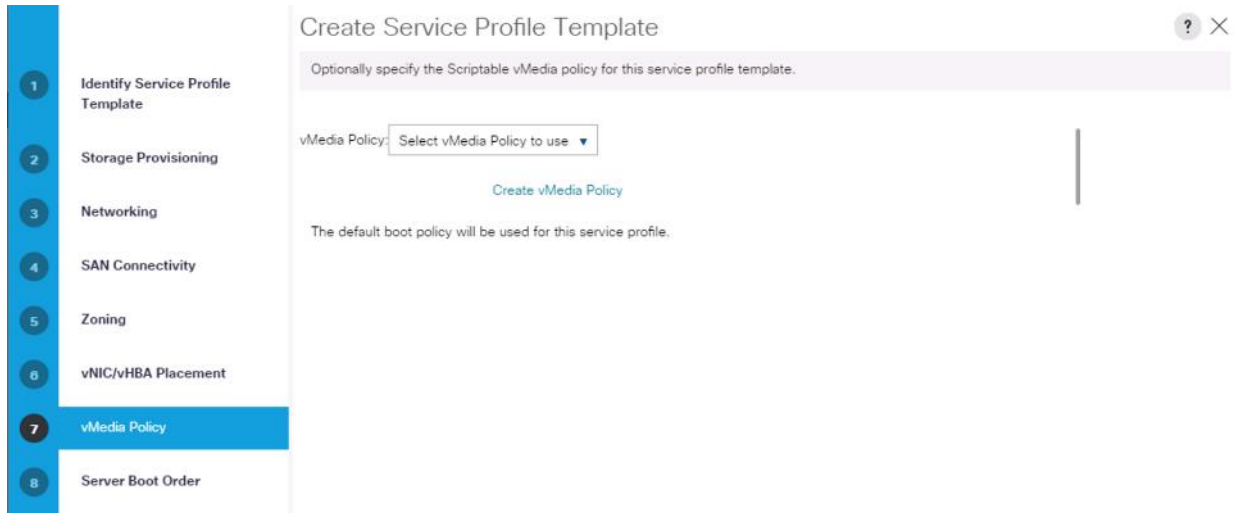 Create Service Profile Template
?
Optionally specify the Scriptable vMedia policy for this service profile template.
1 Identify Service Profile
Template
2 Storage Provisioning
3 Networking
4 SAN Connectivity
5 Zoning
6 vNIC/vHBA Placement
7 vMedia Policy
8 Server Boot Order
vMedia Policy: Select vMedia Policy to use
Create vMedia Policy
The default boot policy will be used for this service profile.